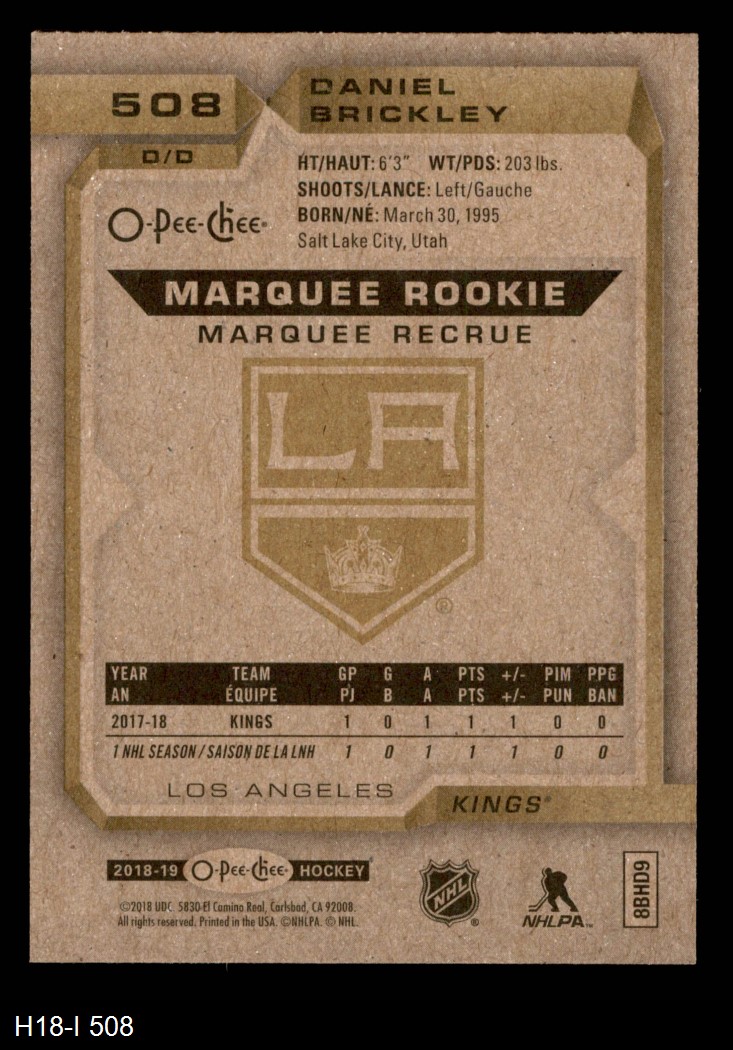 508
DANIEL
BRICKLEY
D/D
HT/HAUT: 6'3" WT/PDS: 203 lbs.
SHOOTS/LANCE: Left/Gauche
BORN/NÉ: March 30, 1995
Salt Lake City, Utah
O-Pee-Chee®
MARQUEE ROOKIE
MARQUEE RECRUE
LA
®
YEAR TEAM GP G A PTS +/- PIM PPG
AN ÉQUIPE PJ B A PTS +/- PUN BAN
2017-18 KINGS 1 0 1 1 1 0 0
1 NHL SEASON / SAISON DE LA LNH 1 0 1 1 1 0 0
LOS ANGELES
KINGS®
2018-19 O-Pee-Chee® HOCKEY
©2018 UDC. 5830 El Camino Real, Carlsbad, CA 92008.
All rights reserved. Printed in the USA. ©NHLPA. © NHL.
NHL ®
NHLPA™
8BHD9
H18-I 508